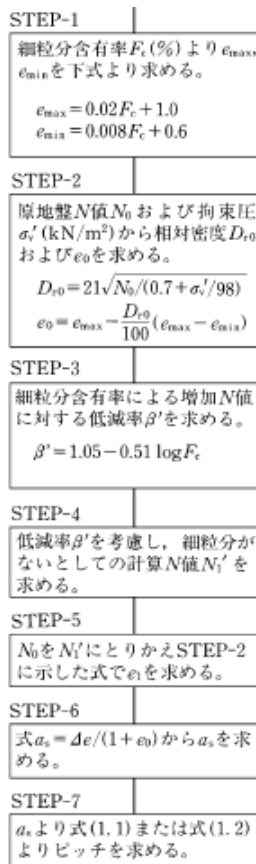 STEP-1
細粒分含有率Fc(%)よりemax,
eminを下式より求める。
emax=0.02Fc+1.0
emin=0.008Fc+0.6
STEP-2
原地盤N値N0および拘束圧
σv′(kN/m²)から相対密度Dr0
およびe0を求める。
Dr0=21√N0/(0.7+σv′/98)
e0=emax−Dr0/100(emax−emin)
STEP-3
細粒分含有率による増加N値
に対する低減率β′を求める。
β’=1.05−0.51 logFc
STEP-4
低減率β′を考慮し，細粒分が
ないとしての計算N値N1′を
求める。
STEP-5
N0をN1′にとりかえSTEP-2
に示した式でe1を求める。
STEP-6
式as=Δe/(1+e0)からasを求
める。
STEP-7
asより式(1.1)または式(1.2)
よりピッチを求める。